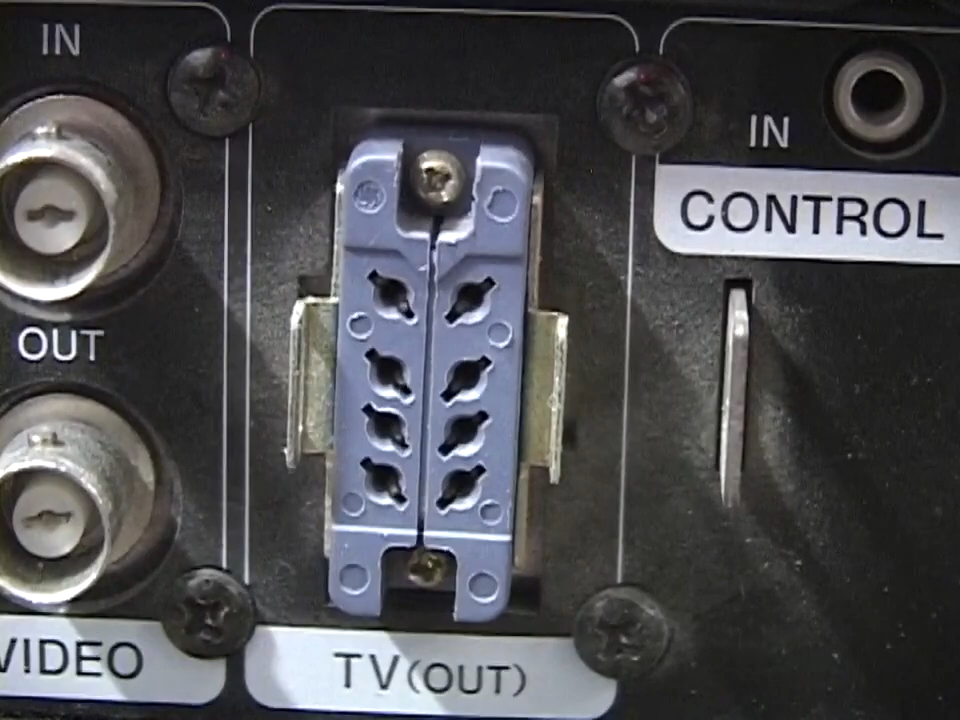 IN
OUT
VIDEO
TV (OUT)
IN
CONTROL